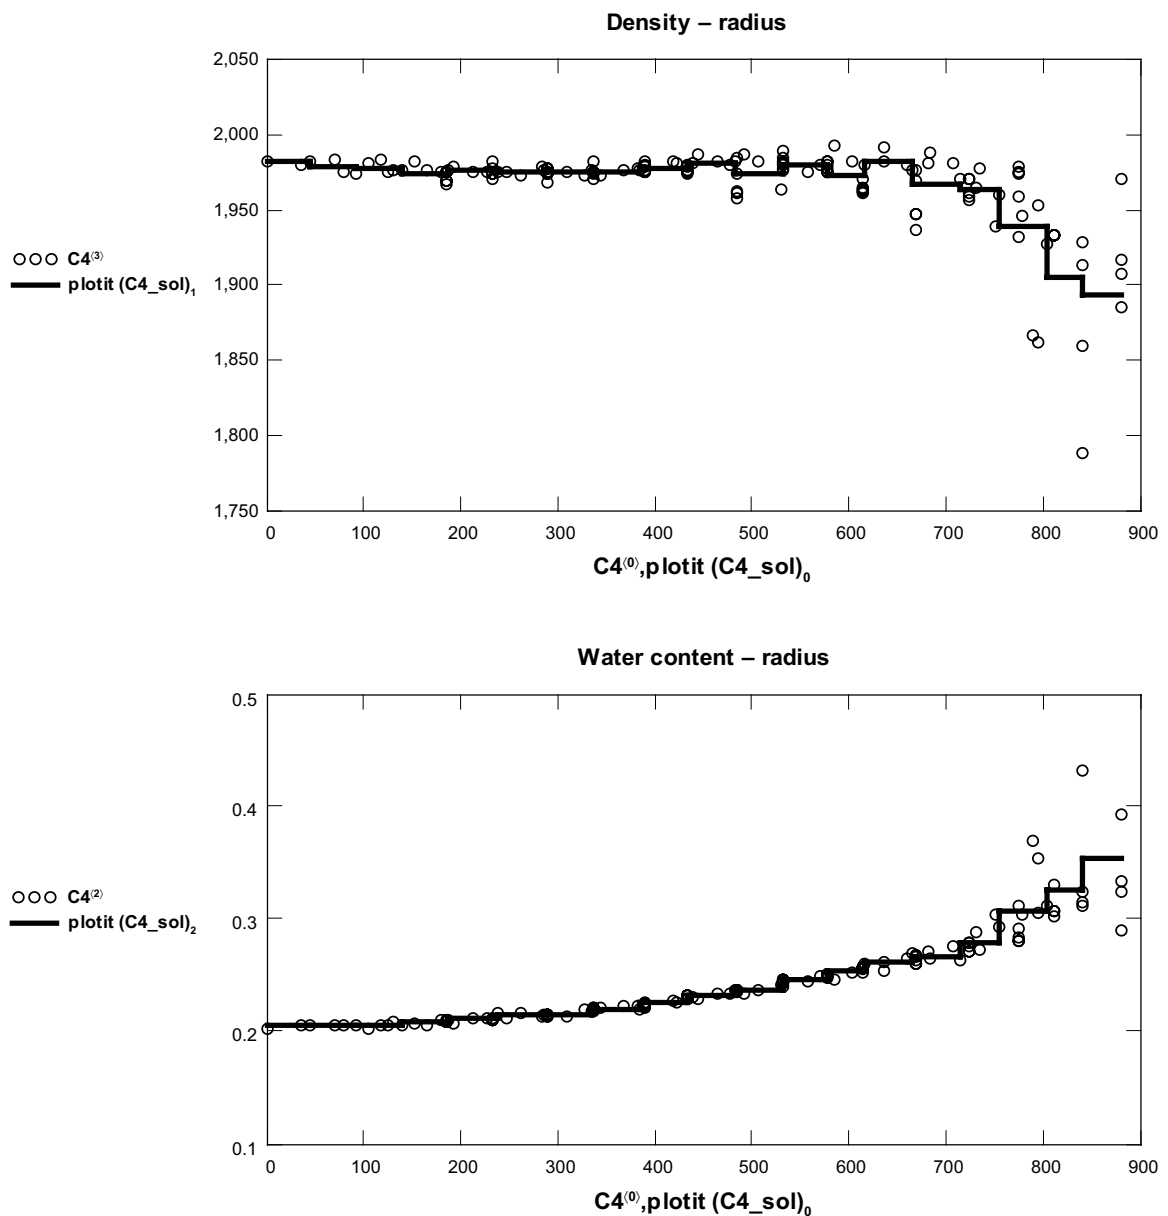 Density – radius
2,050
2,000
1,950
1,900
1,850
1,800
1,750
C4⟨3⟩
plotit (C4_sol)1
0 100 200 300 400 500 600 700 800 900
C4⟨0⟩,plotit (C4_sol)0
Water content – radius
0.5
0.4
0.3
0.2
0.1
C4⟨2⟩
plotit (C4_sol)2
0 100 200 300 400 500 600 700 800 900
C4⟨0⟩,plotit (C4_sol)0